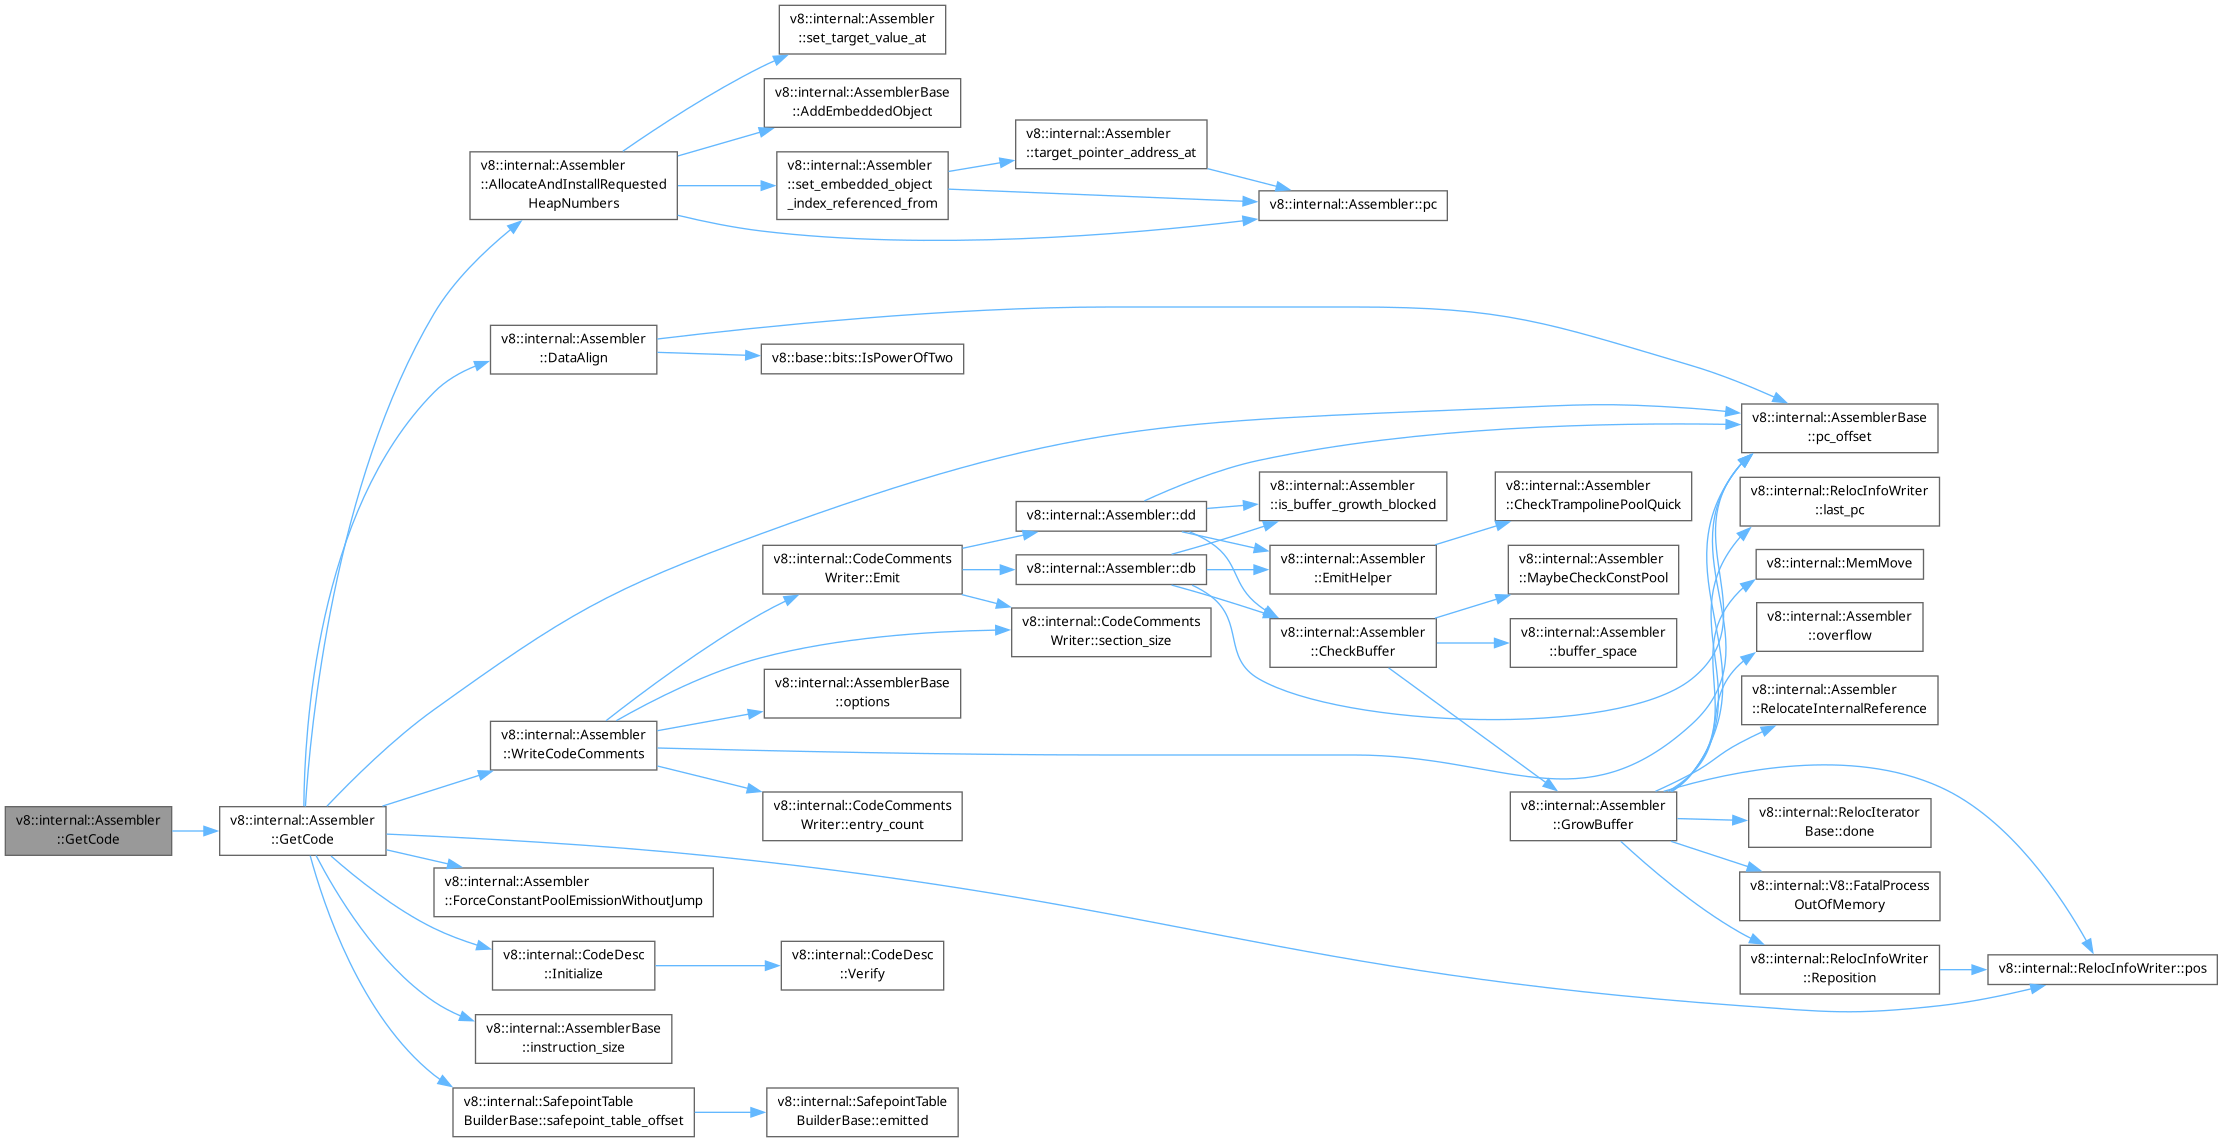 v8::internal::Assembler
::GetCode
v8::internal::Assembler
::GetCode
v8::internal::Assembler
::AllocateAndInstallRequested
HeapNumbers
v8::internal::Assembler
::set_target_value_at
v8::internal::AssemblerBase
::AddEmbeddedObject
v8::internal::Assembler
::set_embedded_object
_index_referenced_from
v8::internal::Assembler
::target_pointer_address_at
v8::internal::Assembler::pc
v8::internal::Assembler
::DataAlign
v8::base::bits::IsPowerOfTwo
v8::internal::AssemblerBase
::pc_offset
v8::internal::Assembler
::WriteCodeComments
v8::internal::CodeComments
Writer::Emit
v8::internal::Assembler::dd
v8::internal::Assembler::db
v8::internal::CodeComments
Writer::section_size
v8::internal::Assembler
::is_buffer_growth_blocked
v8::internal::Assembler
::EmitHelper
v8::internal::Assembler
::CheckTrampolinePoolQuick
v8::internal::Assembler
::CheckBuffer
v8::internal::Assembler
::MaybeCheckConstPool
v8::internal::Assembler
::buffer_space
v8::internal::Assembler
::GrowBuffer
v8::internal::RelocInfoWriter
::last_pc
v8::internal::MemMove
v8::internal::Assembler
::overflow
v8::internal::Assembler
::RelocateInternalReference
v8::internal::RelocIterator
Base::done
v8::internal::V8::FatalProcess
OutOfMemory
v8::internal::RelocInfoWriter
::Reposition
v8::internal::RelocInfoWriter::pos
v8::internal::AssemblerBase
::options
v8::internal::CodeComments
Writer::entry_count
v8::internal::Assembler
::ForceConstantPoolEmissionWithoutJump
v8::internal::CodeDesc
::Initialize
v8::internal::CodeDesc
::Verify
v8::internal::AssemblerBase
::instruction_size
v8::internal::SafepointTable
BuilderBase::safepoint_table_offset
v8::internal::SafepointTable
BuilderBase::emitted